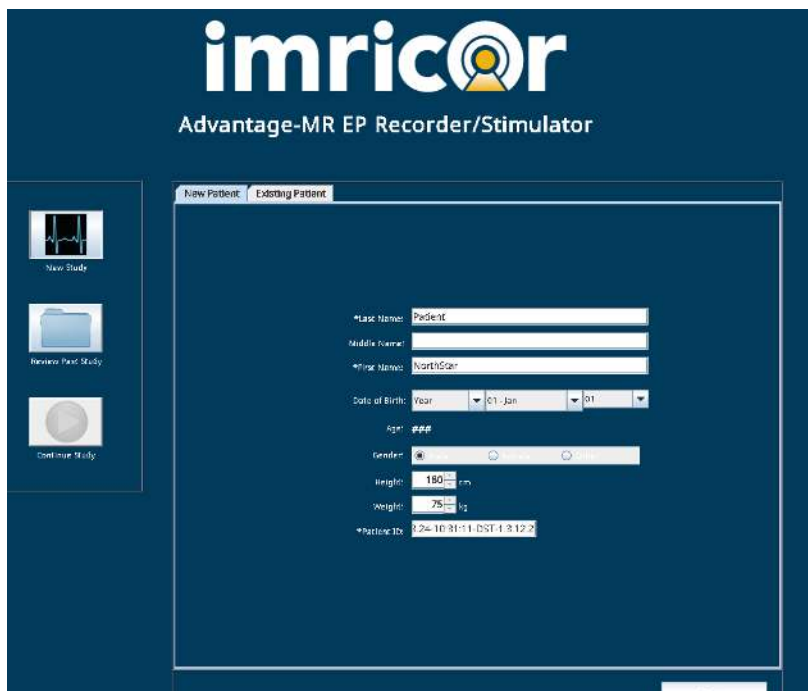 imricor
Advantage-MR EP Recorder/Stimulator
New Patient Existing Patient
New Study
Review Past Study
Continue Study
*Last Name: Patient
Middle Name:
*First Name: NorthStar
Date of Birth: Year 01-Jan 01
Age: ###
Gender:
Height: 180 cm
Weight: 75 kg
*Patient ID: